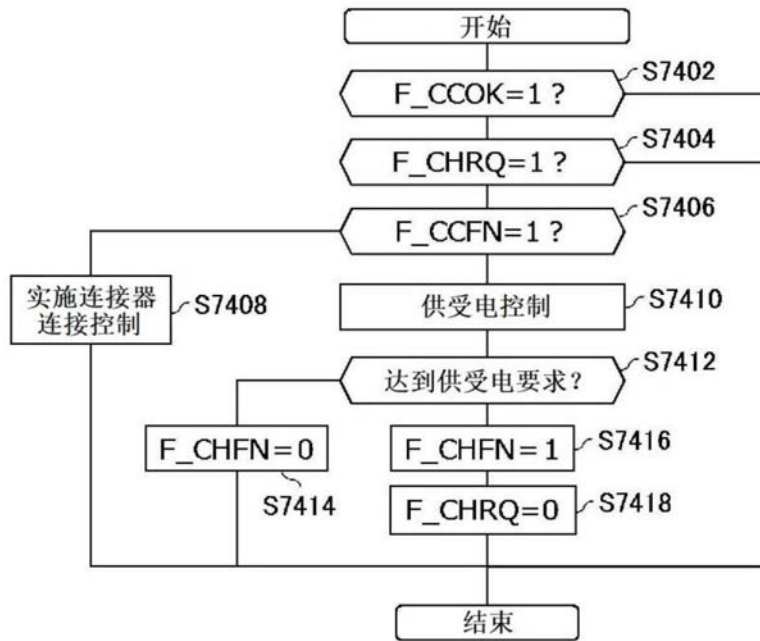 开始
S7402
F_CCOK=1?
S7404
F_CHRQ=1?
S7406
F_CCFN=1?
实施连接器
连接控制
S7408
供受电控制
S7410
达到供受电要求?
S7412
F_CHFN=0
S7414
F_CHFN=1
S7416
F_CHRQ=0
S7418
结束